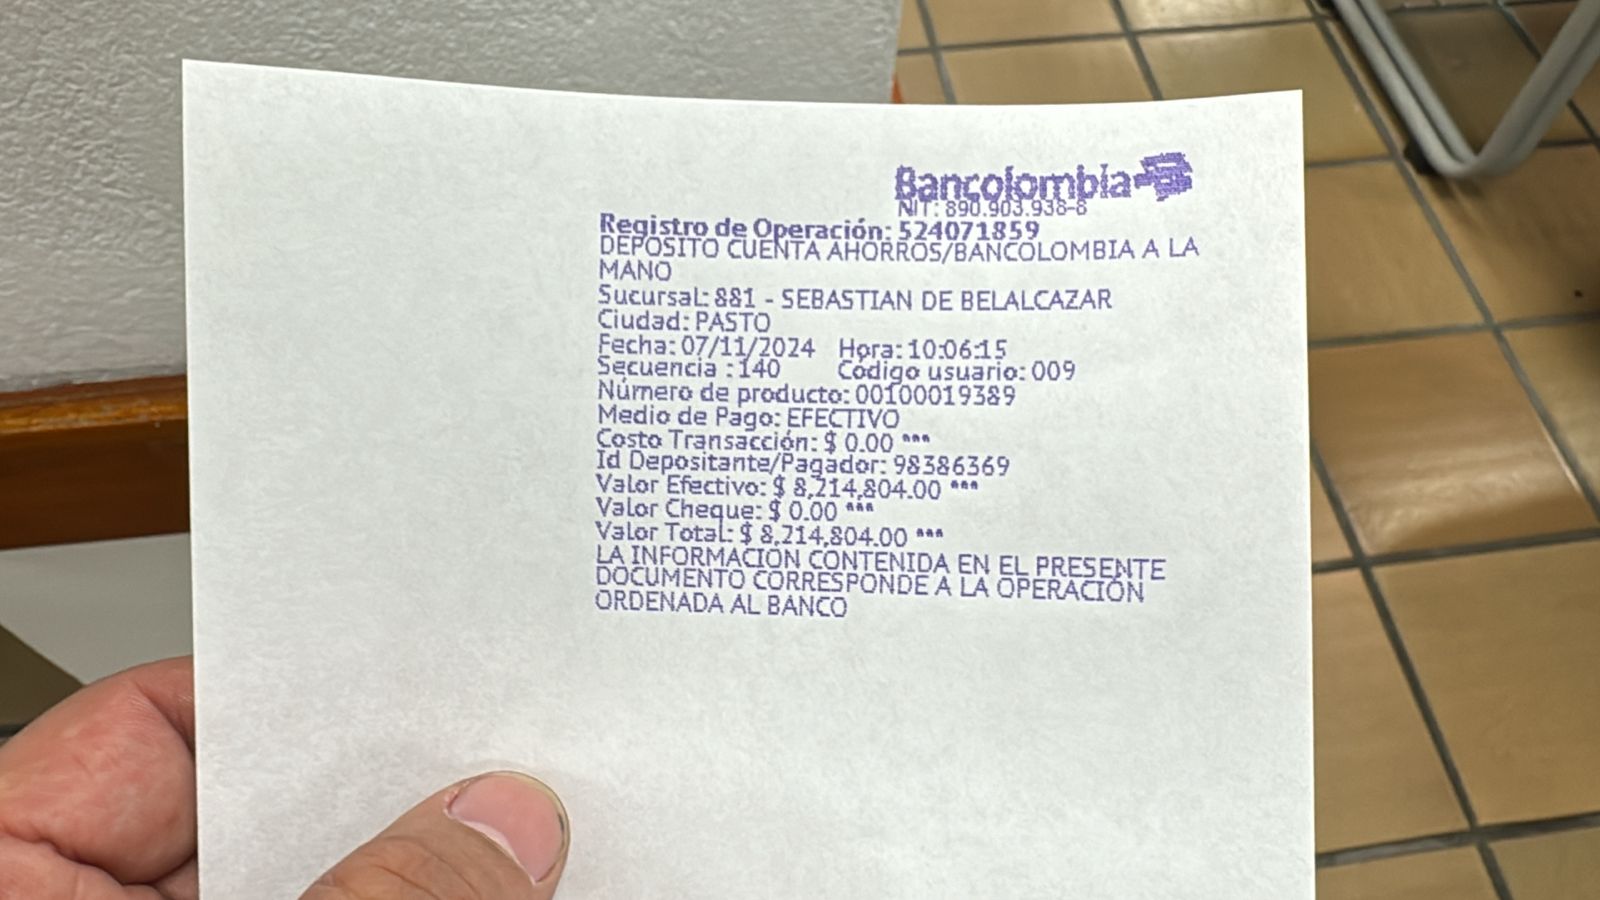 Bancolombia
NIT: 890.903.938-8
Registro de Operación: 524071859
DEPOSITO CUENTA AHORROS/BANCOLOMBIA A LA
MANO
Sucursal: 881 - SEBASTIAN DE BELALCAZAR
Ciudad: PASTO
Fecha: 07/11/2024 Hora: 10:06:15
Secuencia : 140 Código usuario: 009
Número de producto: 00100019389
Medio de Pago: EFECTIVO
Costo Transacción: $ 0.00 ***
Id Depositante/Pagador: 98386369
Valor Efectivo: $ 8,214,804.00 ***
Valor Cheque: $ 0.00 ***
Valor Total: $ 8,214,804.00 ***
LA INFORMACION CONTENIDA EN EL PRESENTE
DOCUMENTO CORRESPONDE A LA OPERACIÓN
ORDENADA AL BANCO